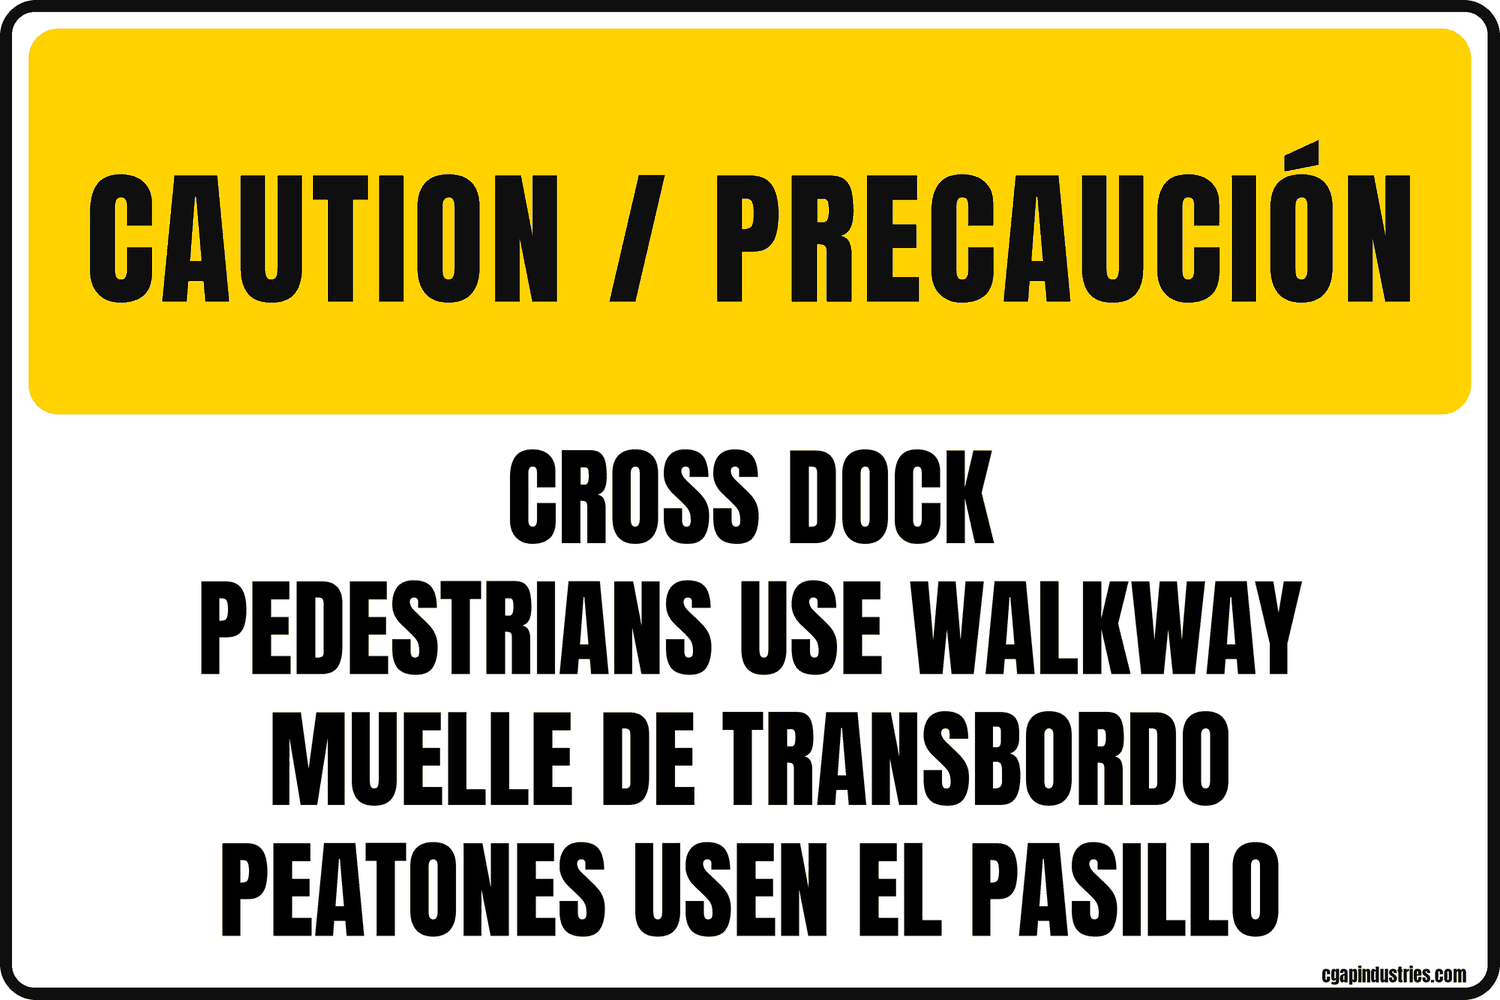 CAUTION / PRECAUCIÓN
CROSS DOCK
PEDESTRIANS USE WALKWAY
MUELLE DE TRANSBORDO
PEATONES USEN EL PASILLO
cgapindustries.com